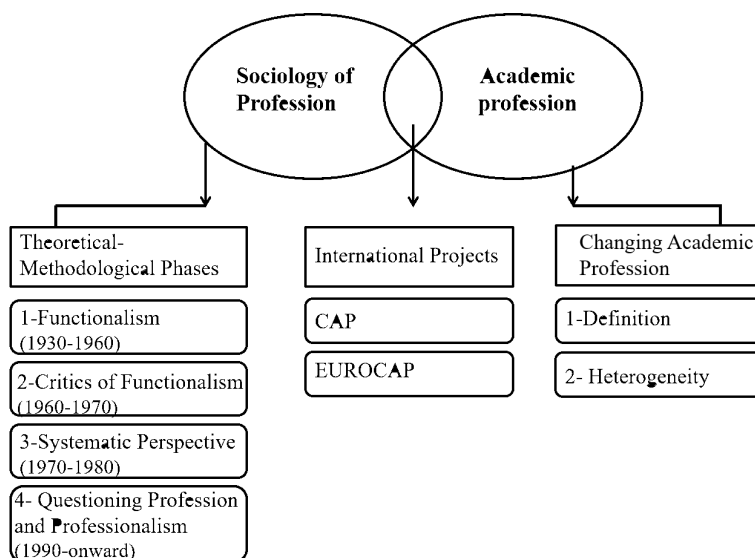 Sociology of
Profession
Academic
profession
Theoretical-
Methodological Phases
1-Functionalism
(1930-1960)
2-Critics of Functionalism
(1960-1970)
3-Systematic Perspective
(1970-1980)
4- Questioning Profession
and Professionalism
(1990-onward)
International Projects
CAP
EUROCAP
Changing Academic
Profession
1-Definition
2- Heterogeneity